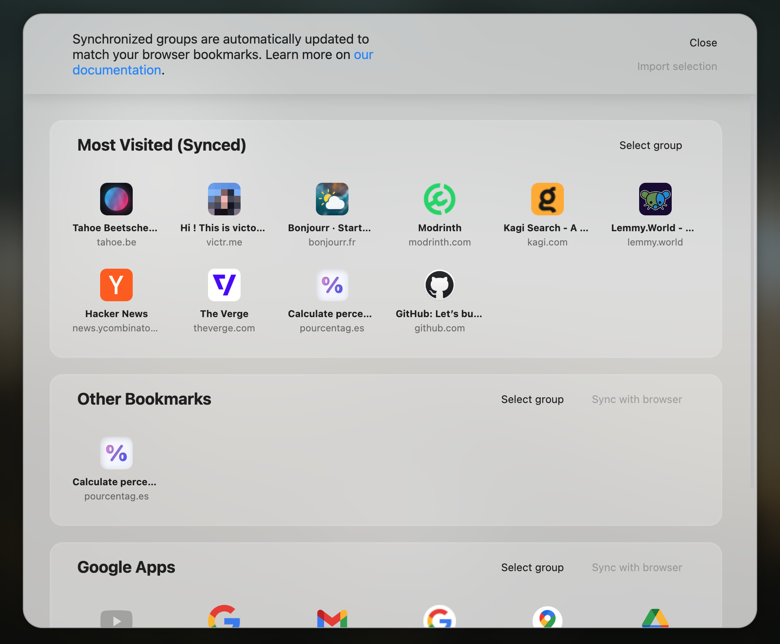 Synchronized groups are automatically updated to
match your browser bookmarks. Learn more on our
documentation.
Close
Import selection
Most Visited (Synced)
Select group
Tahoe Beetsche...
tahoe.be
Hi ! This is victo...
victr.me
Bonjourr · Start...
bonjourr.fr
Modrinth
modrinth.com
Kagi Search - A ...
kagi.com
Lemmy.World - ...
lemmy.world
Hacker News
news.ycombinato...
The Verge
theverge.com
Calculate perce...
pourcentag.es
GitHub: Let's bu...
github.com
Other Bookmarks
Select group
Sync with browser
Calculate perce...
pourcentag.es
Google Apps
Select group
Sync with browser